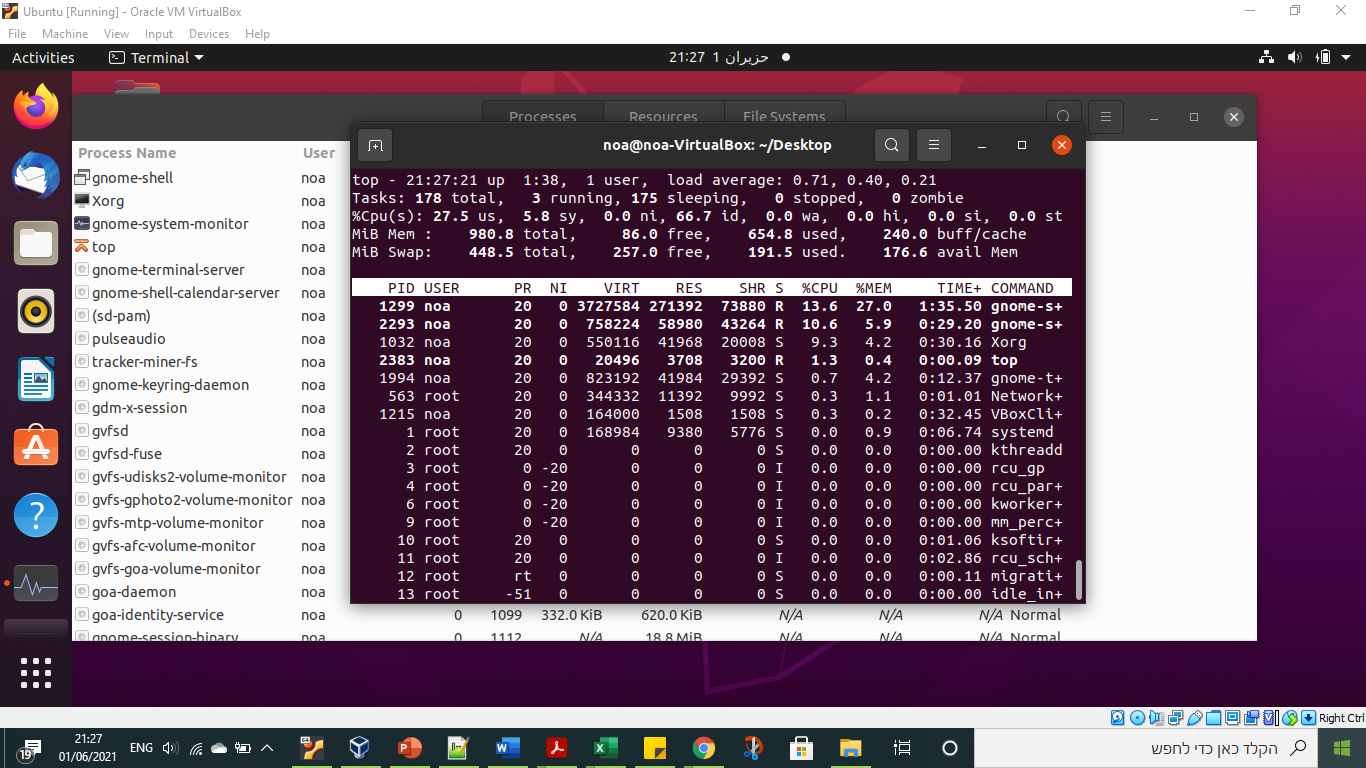 Ubuntu [Running] - Oracle VM VirtualBox
File Machine View Input Devices Help
Activities Terminal 21:27 1 حزيران
Processes Resources File Systems
Process Name User
gnome-shell noa
Xorg noa
gnome-system-monitor noa
top noa
gnome-terminal-server noa
gnome-shell-calendar-server noa
(sd-pam) noa
pulseaudio noa
tracker-miner-fs noa
gnome-keyring-daemon noa
gdm-x-session noa
gvfsd noa
gvfsd-fuse noa
gvfs-udisks2-volume-monitor noa
gvfs-gphoto2-volume-monitor noa
gvfs-mtp-volume-monitor noa
gvfs-afc-volume-monitor noa
gvfs-goa-volume-monitor noa
goa-daemon noa
goa-identity-service noa 0 1099 332.0 KiB 620.0 KiB N/A N/A N/A Normal
gnome-session-binary noa 0 1112 N/A 18.8 MiB N/A N/A N/A Normal
noa@noa-VirtualBox: ~/Desktop
top - 21:27:21 up 1:38, 1 user, load average: 0.71, 0.40, 0.21
Tasks: 178 total, 3 running, 175 sleeping, 0 stopped, 0 zombie
%Cpu(s): 27.5 us, 5.8 sy, 0.0 ni, 66.7 id, 0.0 wa, 0.0 hi, 0.0 si, 0.0 st
MiB Mem : 980.8 total, 86.0 free, 654.8 used, 240.0 buff/cache
MiB Swap: 448.5 total, 257.0 free, 191.5 used. 176.6 avail Mem
PID USER PR NI VIRT RES SHR S %CPU %MEM TIME+ COMMAND
1299 noa 20 0 3727584 271392 73880 R 13.6 27.0 1:35.50 gnome-s+
2293 noa 20 0 758224 58980 43264 R 10.6 5.9 0:29.20 gnome-s+
1032 noa 20 0 550116 41968 20008 S 9.3 4.2 0:30.16 Xorg
2383 noa 20 0 20496 3708 3200 R 1.3 0.4 0:00.09 top
1994 noa 20 0 823192 41984 29392 S 0.7 4.2 0:12.37 gnome-t+
563 root 20 0 344332 11392 9992 S 0.3 1.1 0:01.01 Network+
1215 noa 20 0 164000 1508 1508 S 0.3 0.2 0:32.45 VBoxCli+
1 root 20 0 168984 9380 5776 S 0.0 0.9 0:06.74 systemd
2 root 20 0 0 0 0 S 0.0 0.0 0:00.00 kthreadd
3 root 0 -20 0 0 0 I 0.0 0.0 0:00.00 rcu_gp
4 root 0 -20 0 0 0 I 0.0 0.0 0:00.00 rcu_par+
6 root 0 -20 0 0 0 I 0.0 0.0 0:00.00 kworker+
9 root 0 -20 0 0 0 I 0.0 0.0 0:00.00 mm_perc+
10 root 20 0 0 0 0 S 0.0 0.0 0:01.06 ksoftir+
11 root 20 0 0 0 0 I 0.0 0.0 0:02.86 rcu_sch+
12 root rt 0 0 0 0 S 0.0 0.0 0:00.11 migrati+
13 root -51 0 0 0 0 S 0.0 0.0 0:00.00 idle_in+
Right Ctrl
19
21:27
01/06/2021
ENG
הקלד כאן כדי לחפש